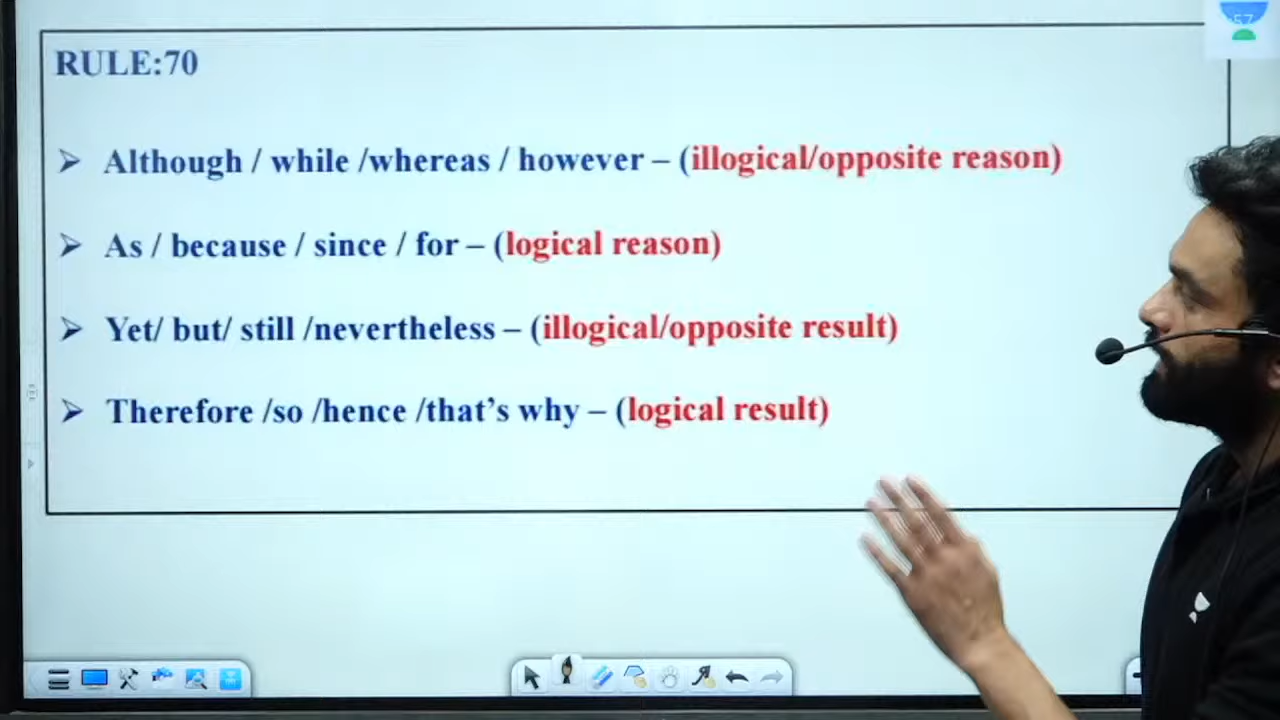 RULE:70
Although / while /whereas / however – (illogical/opposite reason)
As / because / since / for – (logical reason)
Yet/ but/ still /nevertheless – (illogical/opposite result)
Therefore /so /hence /that's why – (logical result)